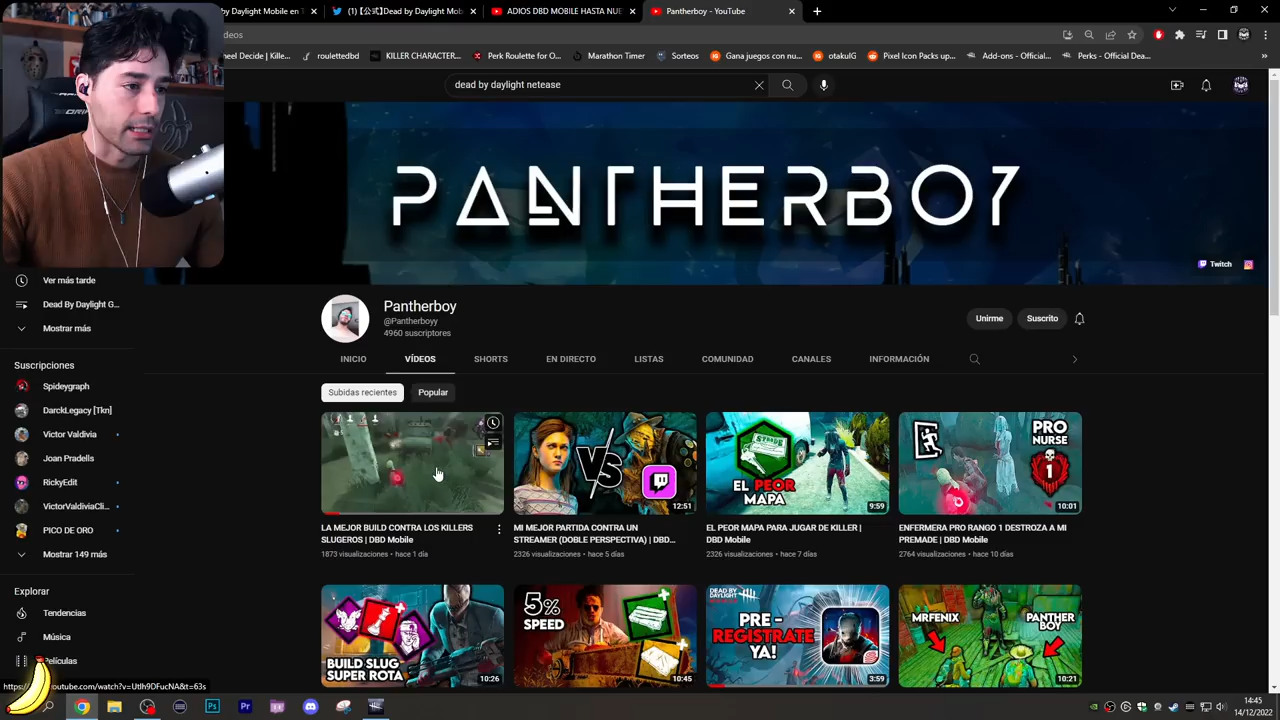 by Daylight Mobile en T
(1) 【公式】Dead by Daylight Mob
ADIOS DBD MOBILE HASTA NUE
Pantherboy - YouTube
deos
need Decide | Kille...
roulettedbd
KILLER CHARACTER...
Perk Roulette for O...
Marathon Timer
Sorteos
Gana juegos con nu...
otakulG
Pixel Icon Packs up...
Add-ons - Official...
Perks - Official Dea...
dead by daylight netease
PANTHERBOY
Twitch
Ver más tarde
Dead By Daylight G...
Mostrar más
Suscripciones
Spideygraph
DarckLegacy [Tkn]
Victor Valdivia
Joan Pradells
RickyEdit
VictorValdiviaCli...
PICO DE ORO
Mostrar 149 más
Explorar
Tendencias
Música
Películas
Pantherboy
@Pantherboyy
4960 suscriptores
Unirme
Suscrito
INICIO
VÍDEOS
SHORTS
EN DIRECTO
LISTAS
COMUNIDAD
CANALES
INFORMACIÓN
Subidas recientes
Popular
VS
12:51
STRODE
EL PEOR
MAPA
9:59
PRO
NURSE
1
10:01
LA MEJOR BUILD CONTRA LOS KILLERS
SLUGEROS | DBD Mobile
1873 visualizaciones • hace 1 día
MI MEJOR PARTIDA CONTRA UN
STREAMER (DOBLE PERSPECTIVA) | DBD...
2326 visualizaciones • hace 5 días
EL PEOR MAPA PARA JUGAR DE KILLER |
DBD Mobile
2326 visualizaciones • hace 7 días
ENFERMERA PRO RANGO 1 DESTROZA A MI
PREMADE | DBD Mobile
2764 visualizaciones • hace 10 días
BUILD SLUG
SUPER ROTA
10:26
5%
SPEED
10:45
DEAD BY
DAYLIGHT
PRE -
REGISTRATE
YA!
3:59
MRFENIX
PANTHER
BOY
10:21
youtube.com/watch?v=Utlh9DFucNA&t=63s
14:45
14/12/2022